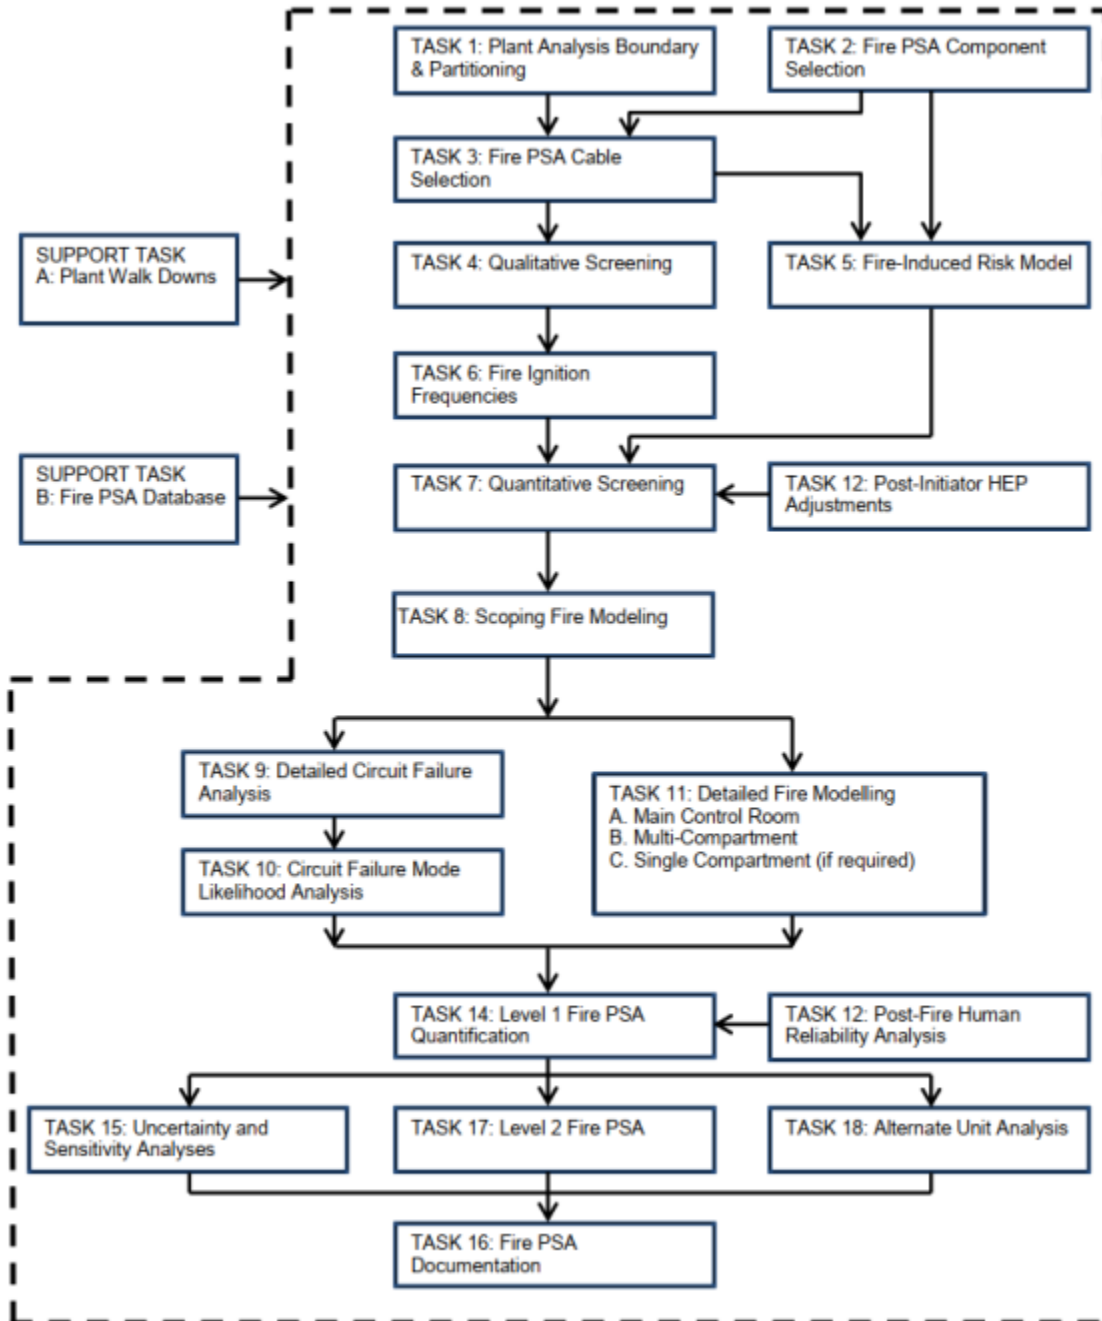 TASK 1: Plant Analysis Boundary
& Partitioning
TASK 2: Fire PSA Component
Selection
TASK 3: Fire PSA Cable
Selection
SUPPORT TASK
A: Plant Walk Downs
TASK 4: Qualitative Screening
TASK 5: Fire-Induced Risk Model
TASK 6: Fire Ignition
Frequencies
SUPPORT TASK
B: Fire PSA Database
TASK 7: Quantitative Screening
TASK 12: Post-Initiator HEP
Adjustments
TASK 8: Scoping Fire Modeling
TASK 9: Detailed Circuit Failure
Analysis
TASK 10: Circuit Failure Mode
Likelihood Analysis
TASK 11: Detailed Fire Modelling
A. Main Control Room
B. Multi-Compartment
C. Single Compartment (if required)
TASK 14: Level 1 Fire PSA
Quantification
TASK 12: Post-Fire Human
Reliability Analysis
TASK 15: Uncertainty and
Sensitivity Analyses
TASK 17: Level 2 Fire PSA
TASK 18: Alternate Unit Analysis
TASK 16: Fire PSA
Documentation